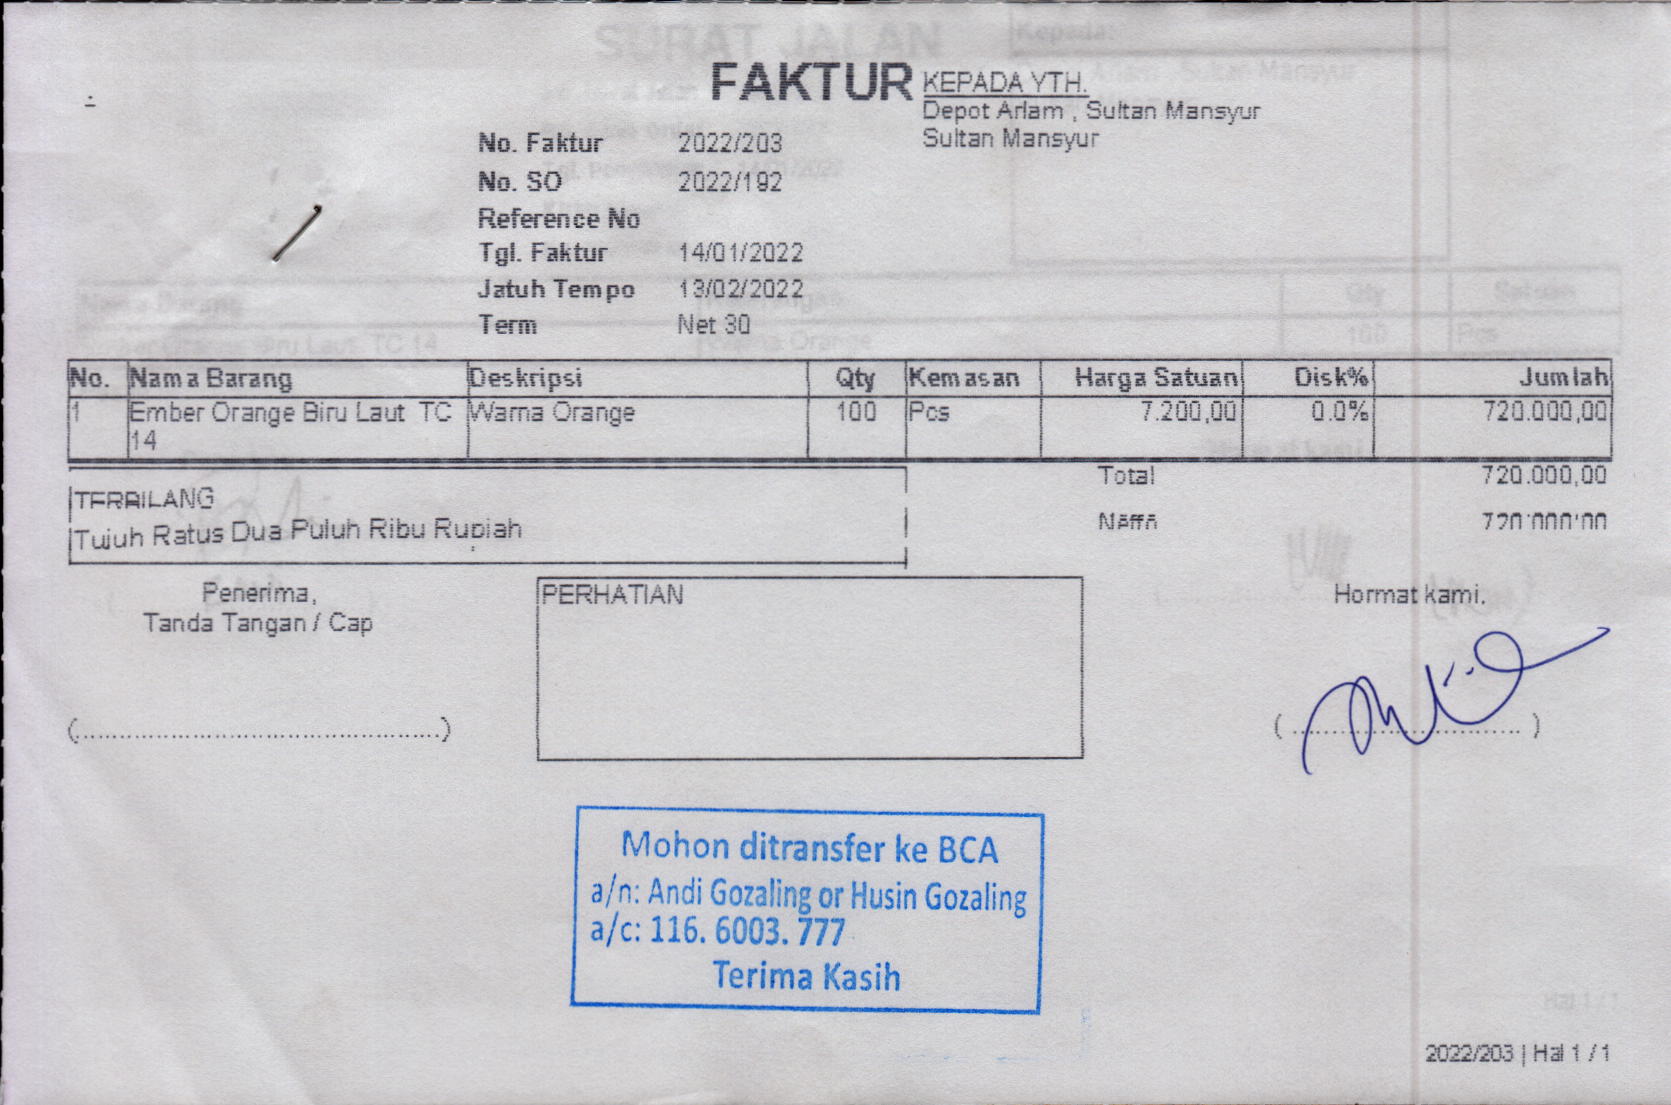 FAKTUR
KEPADA YTH.
Depot Arlam , Sultan Mansyur
Sultan Mansyur
No. Faktur 2022/203
No. SO 2022/192
Reference No
Tgl. Faktur 14/01/2022
Jatuh Tempo 13/02/2022
Term Net 30
No. Nama Barang Deskripsi Qty Kemasan Harga Satuan Disk% Jumlah
1 Ember Orange Biru Laut TC Warna Orange 100 Pcs 7.200,00 0.0% 720.000,00
14
Total 720.000,00
TERBILANG
720.000,00
Tujuh Ratus Dua Puluh Ribu Rupiah
Penerima,
Tanda Tangan / Cap
PERHATIAN
Hormat kami.
(................................................)
( .............................. )
Mohon ditransfer ke BCA
a/n: Andi Gozaling or Husin Gozaling
a/c: 116. 6003. 777
Terima Kasih
2022/203 | Hal 1 / 1